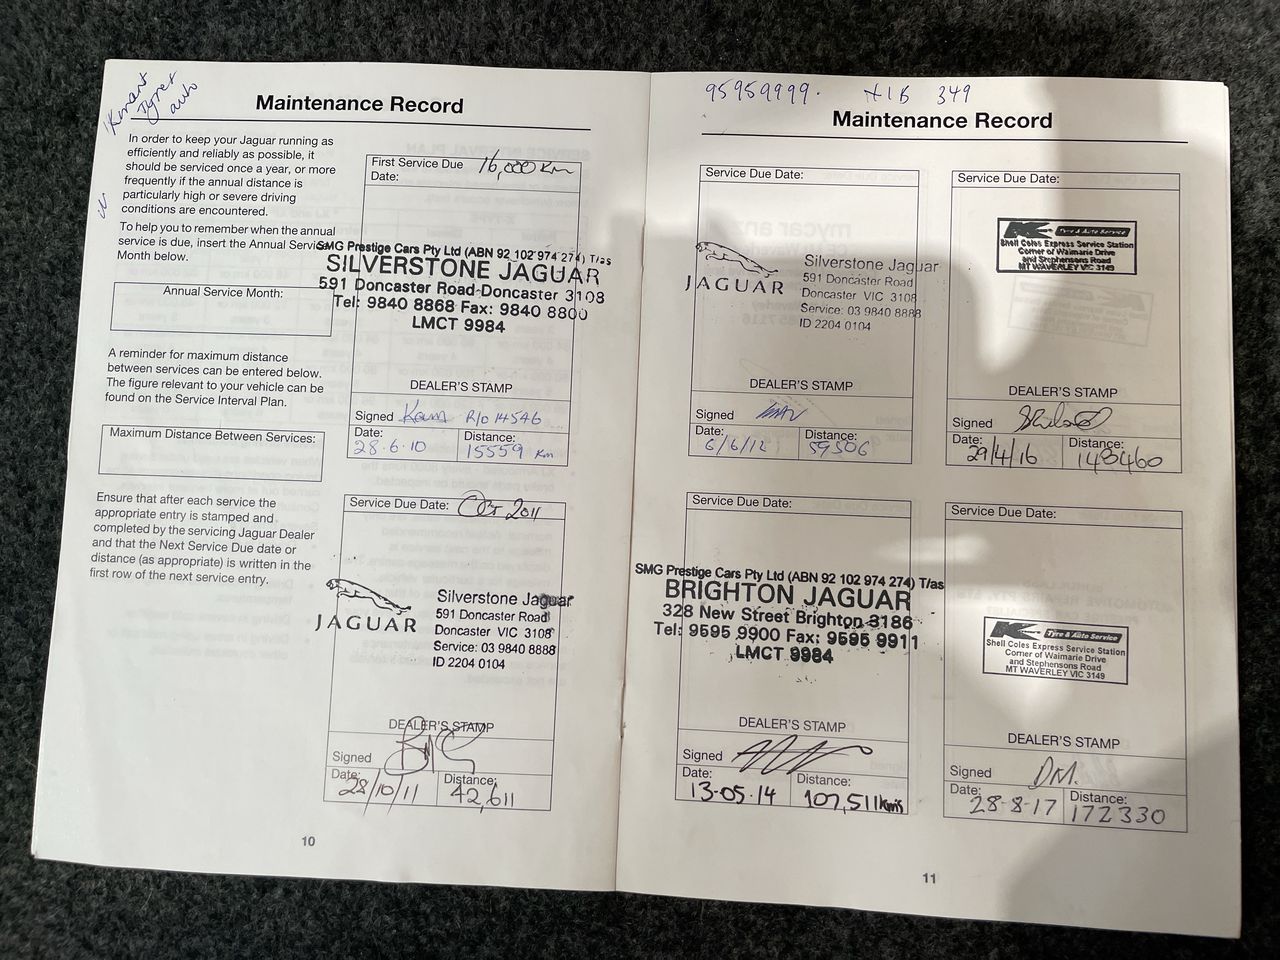 Kmart
Tyre &
auto
Maintenance Record
In order to keep your Jaguar running as
efficiently and reliably as possible, it
should be serviced once a year, or more
frequently if the annual distance is
particularly high or severe driving
conditions are encountered.
To help you to remember when the annual
service is due, insert the Annual Service
Month below.
Annual Service Month:
A reminder for maximum distance
between services can be entered below.
The figure relevant to your vehicle can be
found on the Service Interval Plan.
Maximum Distance Between Services:
Ensure that after each service the
appropriate entry is stamped and
completed by the servicing Jaguar Dealer
and that the Next Service Due date or
distance (as appropriate) is written in the
first row of the next service entry.
First Service Due 16,000 Km
Date:
SMG Prestige Cars Pty Ltd (ABN 92 102 974 274) T/as
SILVERSTONE JAGUAR
591 Doncaster Road Doncaster 3108
Tel: 9840 8868 Fax: 9840 8800
LMCT 9984
DEALER'S STAMP
Signed R/O 14546
Date: Distance:
28.6.10 15559 Km
Service Due Date: Oct 2011
JAGUAR
Silverstone Jaguar
591 Doncaster Road
Doncaster VIC 3108
Service: 03 9840 8888
ID 2204 0104
DEALER'S STAMP
Signed
Date: Distance:
28/10/11 42,611
10
95959999. 349
Maintenance Record
Service Due Date:
JAGUAR
Silverstone Jaguar
591 Doncaster Road
Doncaster VIC 3108
Service: 03 9840 8888
ID 2204 0104
DEALER'S STAMP
Signed
Date: Distance:
6/6/12 59306
Service Due Date:
SMG Prestige Cars Pty Ltd (ABN 92 102 974 274) T/as
BRIGHTON JAGUAR
328 New Street Brighton 3186
Tel: 9595 9900 Fax: 9595 9911
LMCT 9984
DEALER'S STAMP
Signed
Date: Distance:
13-05-14 107,511kms
Service Due Date:
K Tyre & Auto Service
Shell Coles Express Service Station
Corner of Waimarie Drive
and Stephensons Road
MT WAVERLEY VIC 3149
DEALER'S STAMP
Signed
Date: Distance:
29/4/16 148460
Service Due Date:
K Tyre & Auto Service
Shell Coles Express Service Station
Corner of Waimarie Drive
and Stephensons Road
MT WAVERLEY VIC 3149
DEALER'S STAMP
Signed DM.
Date: Distance:
28-8-17 172330
11